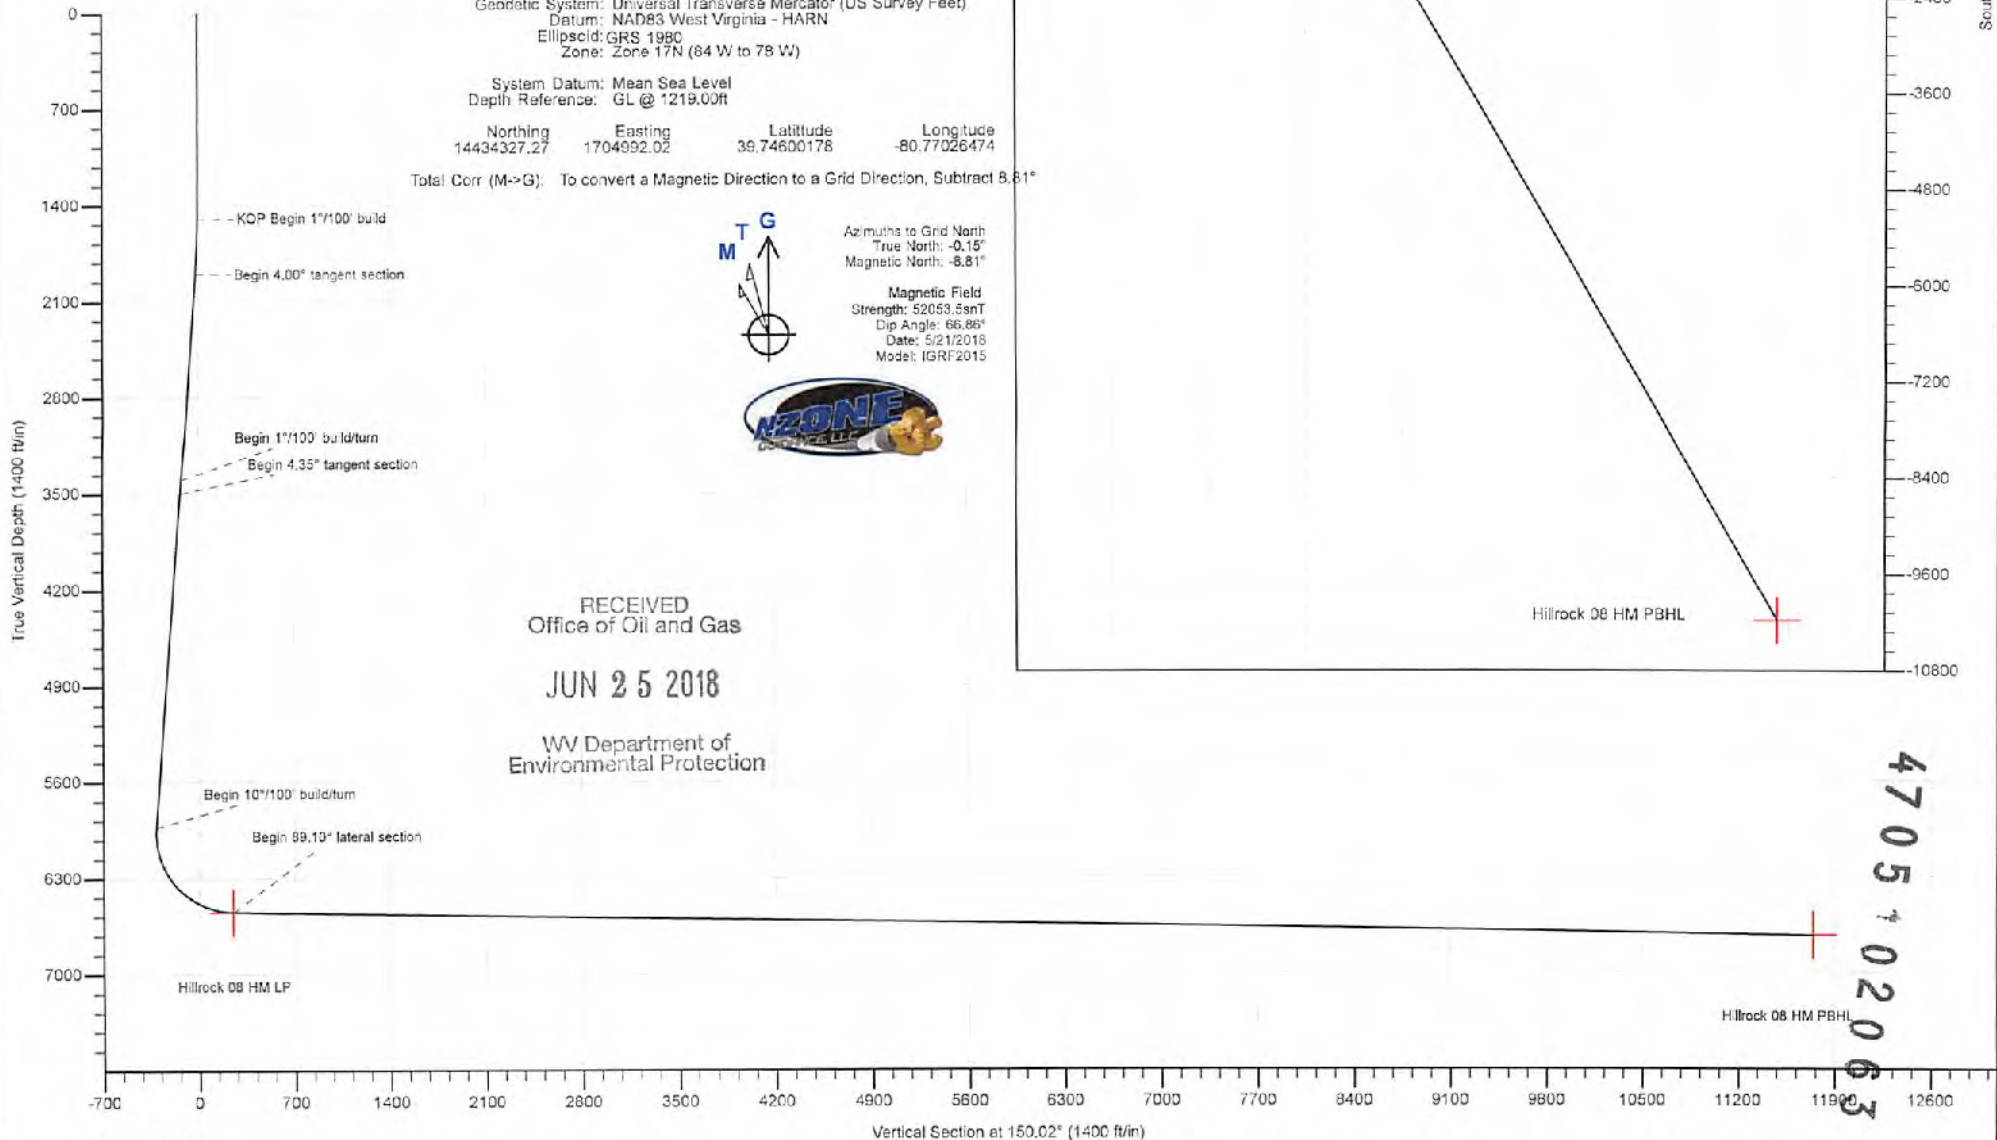 Geodetic System: Universal Transverse Mercator (US Survey Feet)
Datum: NAD83 West Virginia - HARN
Ellipsoid: GRS 1980
Zone: Zone 17N (84 W to 78 W)
System Datum: Mean Sea Level
Depth Reference: GL @ 1219.00ft
Northing Easting Latittude Longitude
14434327.27 1704992.02 39.74600178 -80.77026474
Total Corr (M->G): To convert a Magnetic Direction to a Grid Direction, Subtract 8.81°
M T G
Azimuths to Grid North
True North: -0.15°
Magnetic North: -8.81°
Magnetic Field
Strength: 52053.5snT
Dip Angle: 66.86°
Date: 5/21/2018
Model: IGRF2015
NZONE
GUIDANCE, LLC
KOP Begin 1°/100' build
Begin 4.00° tangent section
Begin 1°/100' build/turn
Begin 4.35° tangent section
Begin 10°/100' build/turn
Begin 89.10° lateral section
Hillrock 08 HM LP
Hillrock 08 HM PBHL
Hillrock 08 HM PBHL
RECEIVED
Office of Oil and Gas
JUN 25 2018
WV Department of
Environmental Protection
True Vertical Depth (1400 ft/in)
0
700
1400
2100
2800
3500
4200
4900
5600
6300
7000
-700 0 700 1400 2100 2800 3500 4200 4900 5600 6300 7000 7700 8400 9100 9800 10500 11200 11900 12600
Vertical Section at 150.02° (1400 ft/in)
-2400
-3600
-4800
-6000
-7200
-8400
-9600
-10800
Sou
4705102063